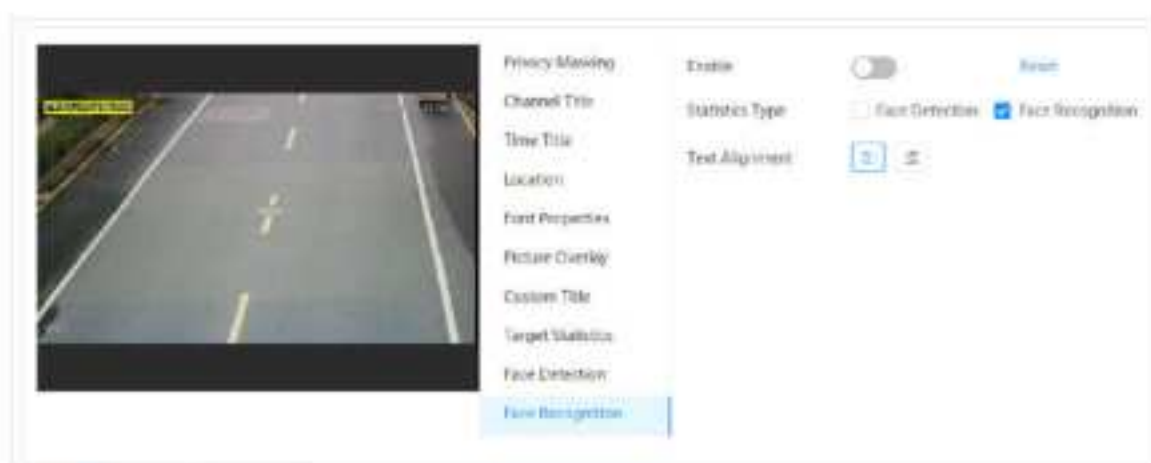 Privacy Masking
Channel Title
Time Title
Location
Font Properties
Picture Overlay
Custom Title
Target Statistics
Face Detection
Face Recognition
Enable
Reset
Statistics Type
Face Detection
Face Recognition
Text Alignment